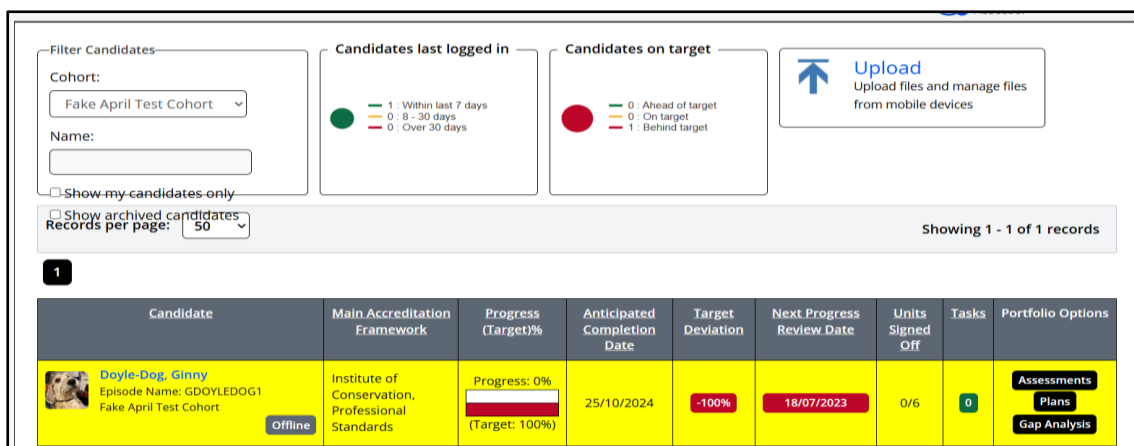 Filter Candidates
Cohort:
Fake April Test Cohort
Name:
Show my candidates only
Show archived candidates
Candidates last logged in
1 : Within last 7 days
0 : 8 - 30 days
0 : Over 30 days
Candidates on target
0 : Ahead of target
0 : On target
1 : Behind target
Upload
Upload files and manage files
from mobile devices
Records per page: 50
Showing 1 - 1 of 1 records
1
Candidate
Main Accreditation
Framework
Progress
(Target)%
Anticipated
Completion
Date
Target
Deviation
Next Progress
Review Date
Units
Signed
Off
Tasks
Portfolio Options
Doyle-Dog, Ginny
Episode Name: GDOYLEDOG1
Fake April Test Cohort
Offline
Institute of
Conservation,
Professional
Standards
Progress: 0%
(Target: 100%)
25/10/2024
-100%
18/07/2023
0/6
0
Assessments
Plans
Gap Analysis